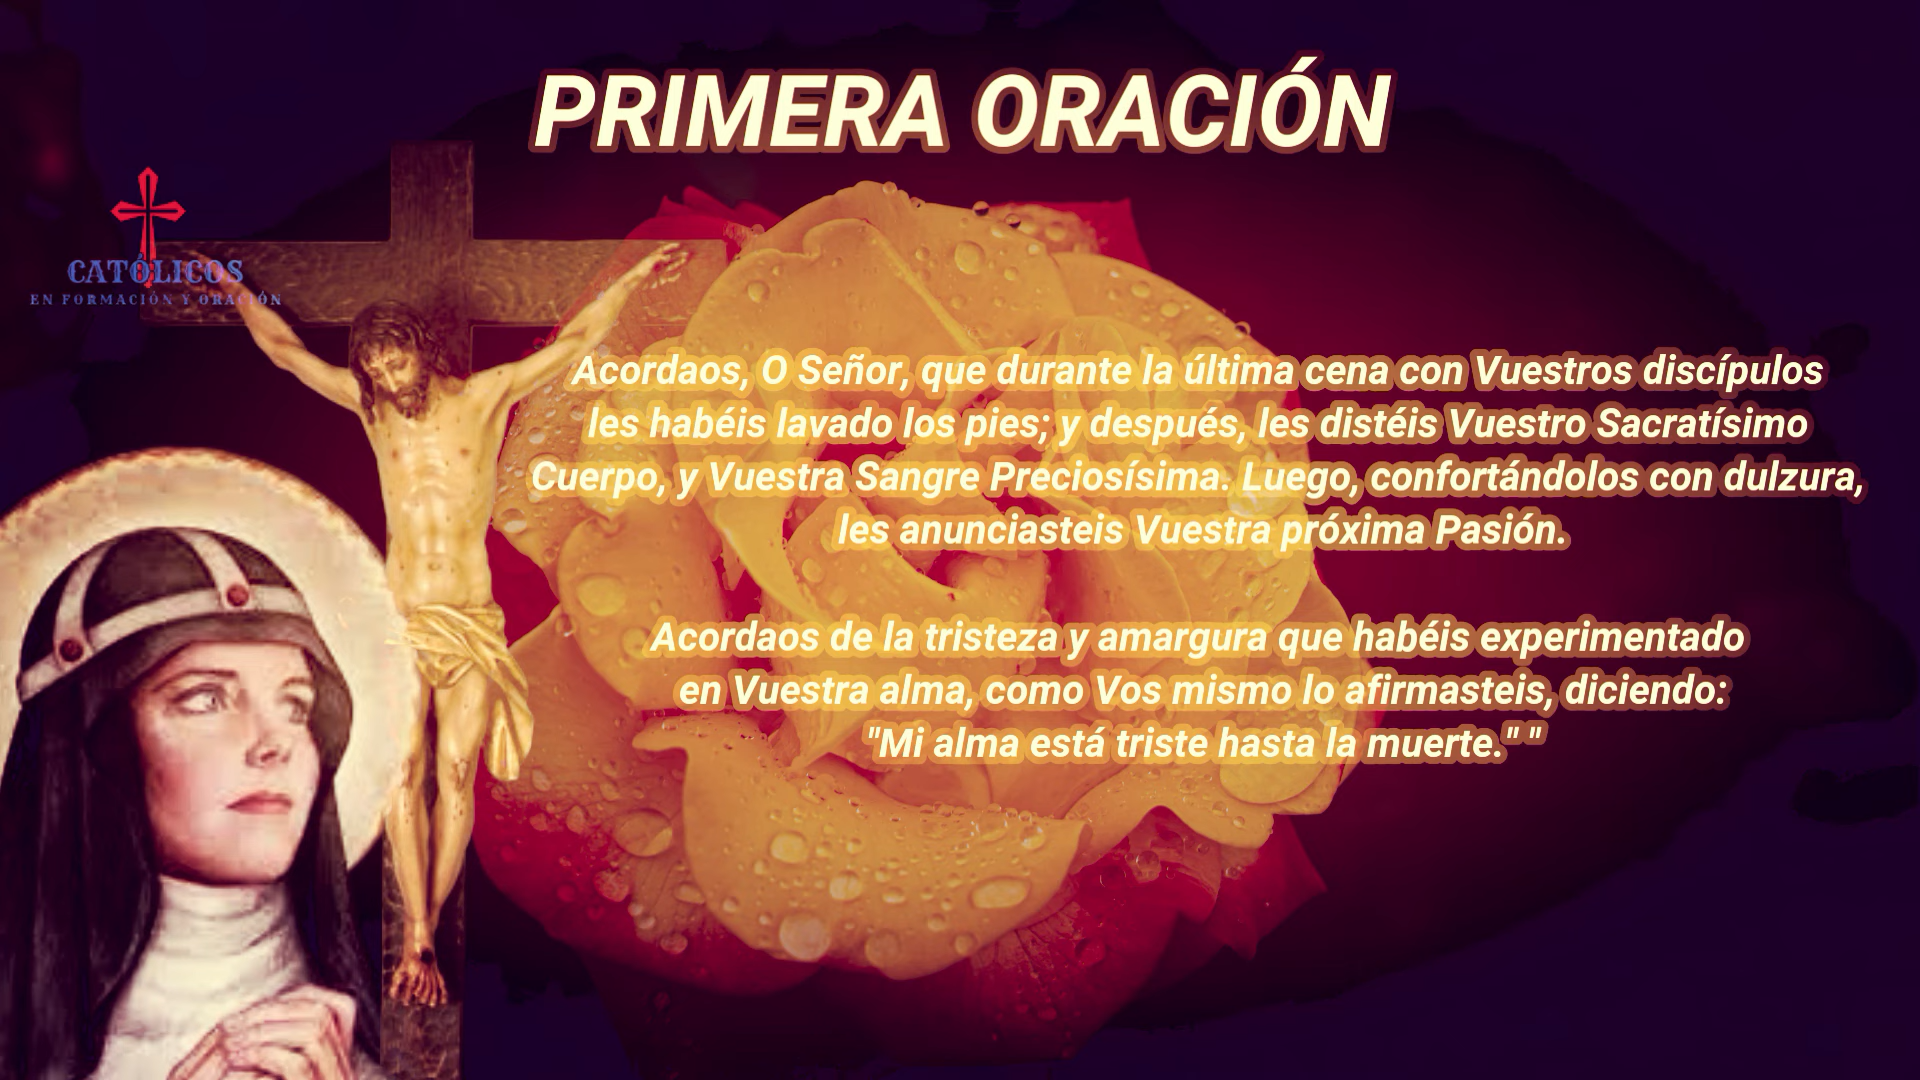 PRIMERA ORACIÓN
CATÓLICOS
EN FORMACIÓN Y ORACIÓN
Acordaos, O Señor, que durante la última cena con Vuestros discípulos
les habéis lavado los pies; y después, les distéis Vuestro Sacratísimo
Cuerpo, y Vuestra Sangre Preciosísima. Luego, confortándolos con dulzura,
les anunciasteis Vuestra próxima Pasión.
Acordaos de la tristeza y amargura que habéis experimentado
en Vuestra alma, como Vos mismo lo afirmasteis, diciendo:
"Mi alma está triste hasta la muerte." "